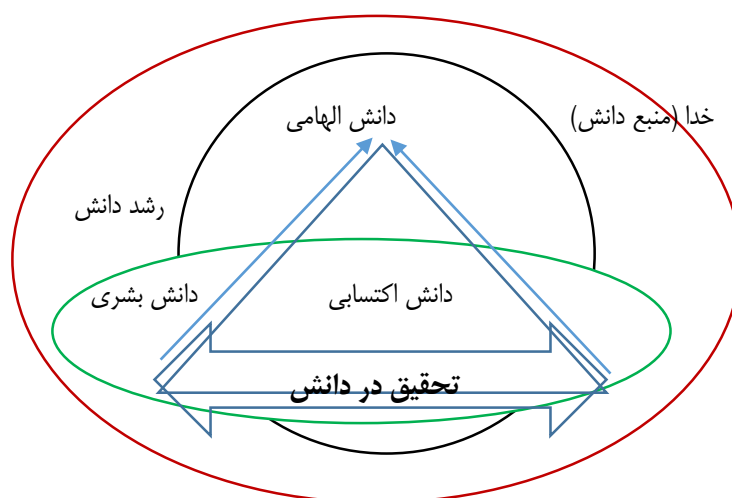 دانش الهامی
خدا (منبع دانش)
رشد دانش
دانش اکتسابی
دانش بشری
تحقیق در دانش